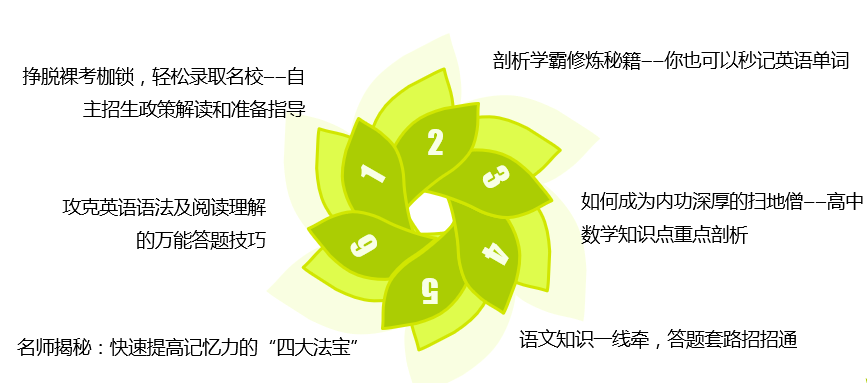 挣脱裸考枷锁，轻松录取名校——自
主招生政策解读和准备指导
剖析学霸修炼秘籍——你也可以秒记英语单词
如何成为内功深厚的扫地僧——高中
数学知识点重点剖析
语文知识一线牵，答题套路招招通
名师揭秘：快速提高记忆力的“四大法宝”
攻克英语语法及阅读理解
的万能答题技巧
1
2
3
4
5
6